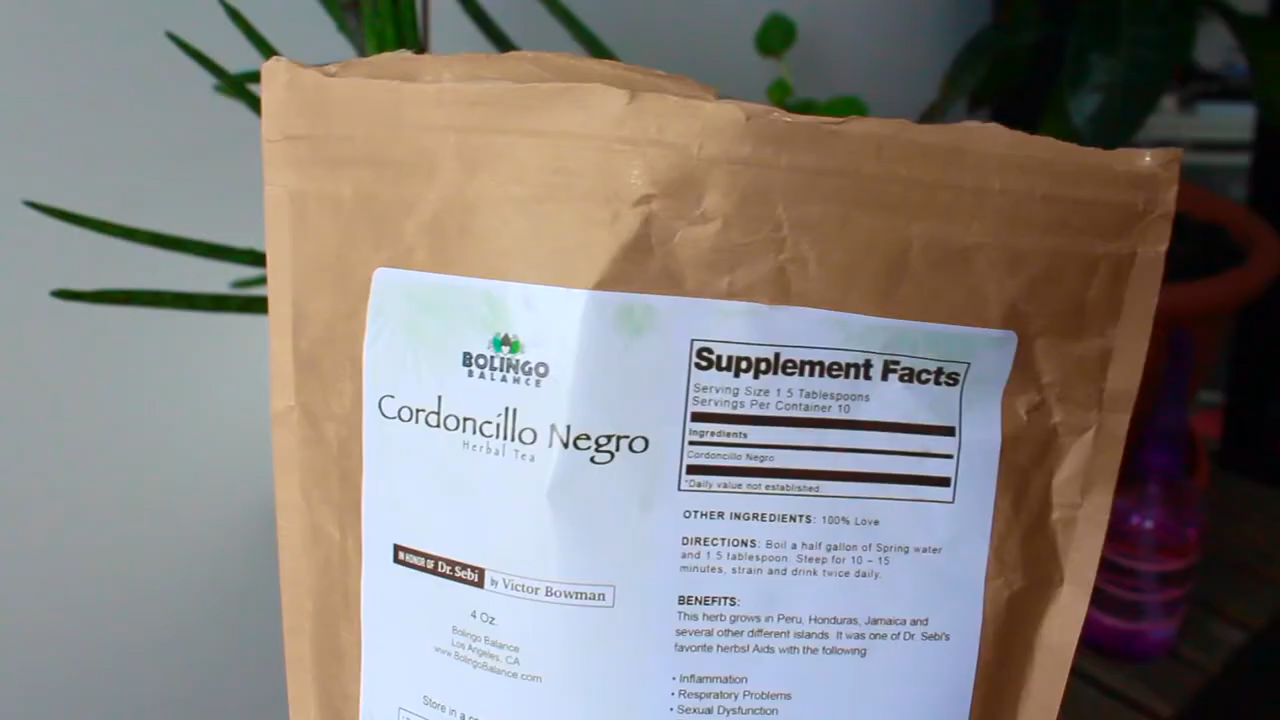 BOLINGO
BALANCE
Cordoncillo Negro
Herbal Tea
IN HONOR OF Dr. Sebi by Victor Bowman
4 Oz.
Bolingo Balance
Los Angeles, CA
www.BolingoBalance.com
Store in a
Supplement Facts
Serving Size 1.5 Tablespoons
Servings Per Container 10
Ingredients
Cordoncillo Negro
*Daily value not established.
OTHER INGREDIENTS: 100% Love
DIRECTIONS: Boil a half gallon of Spring water
and 1.5 tablespoon. Steep for 10 – 15
minutes, strain and drink twice daily.
BENEFITS:
This herb grows in Peru, Honduras, Jamaica and
several other different islands. It was one of Dr. Sebi's
favorite herbs! Aids with the following:
• Inflammation
• Respiratory Problems
• Sexual Dysfunction